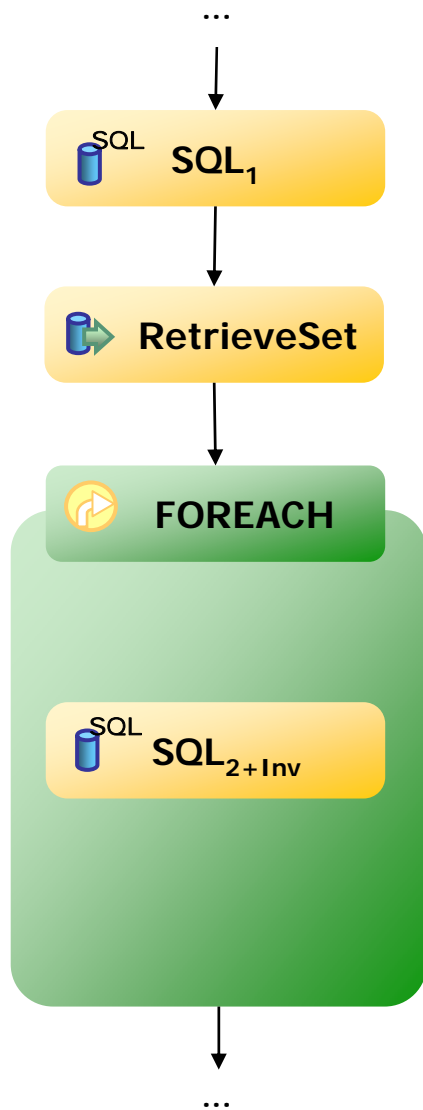 ...
SQL
SQL₁
RetrieveSet
FOREACH
SQL
SQL₂₊Inv
...